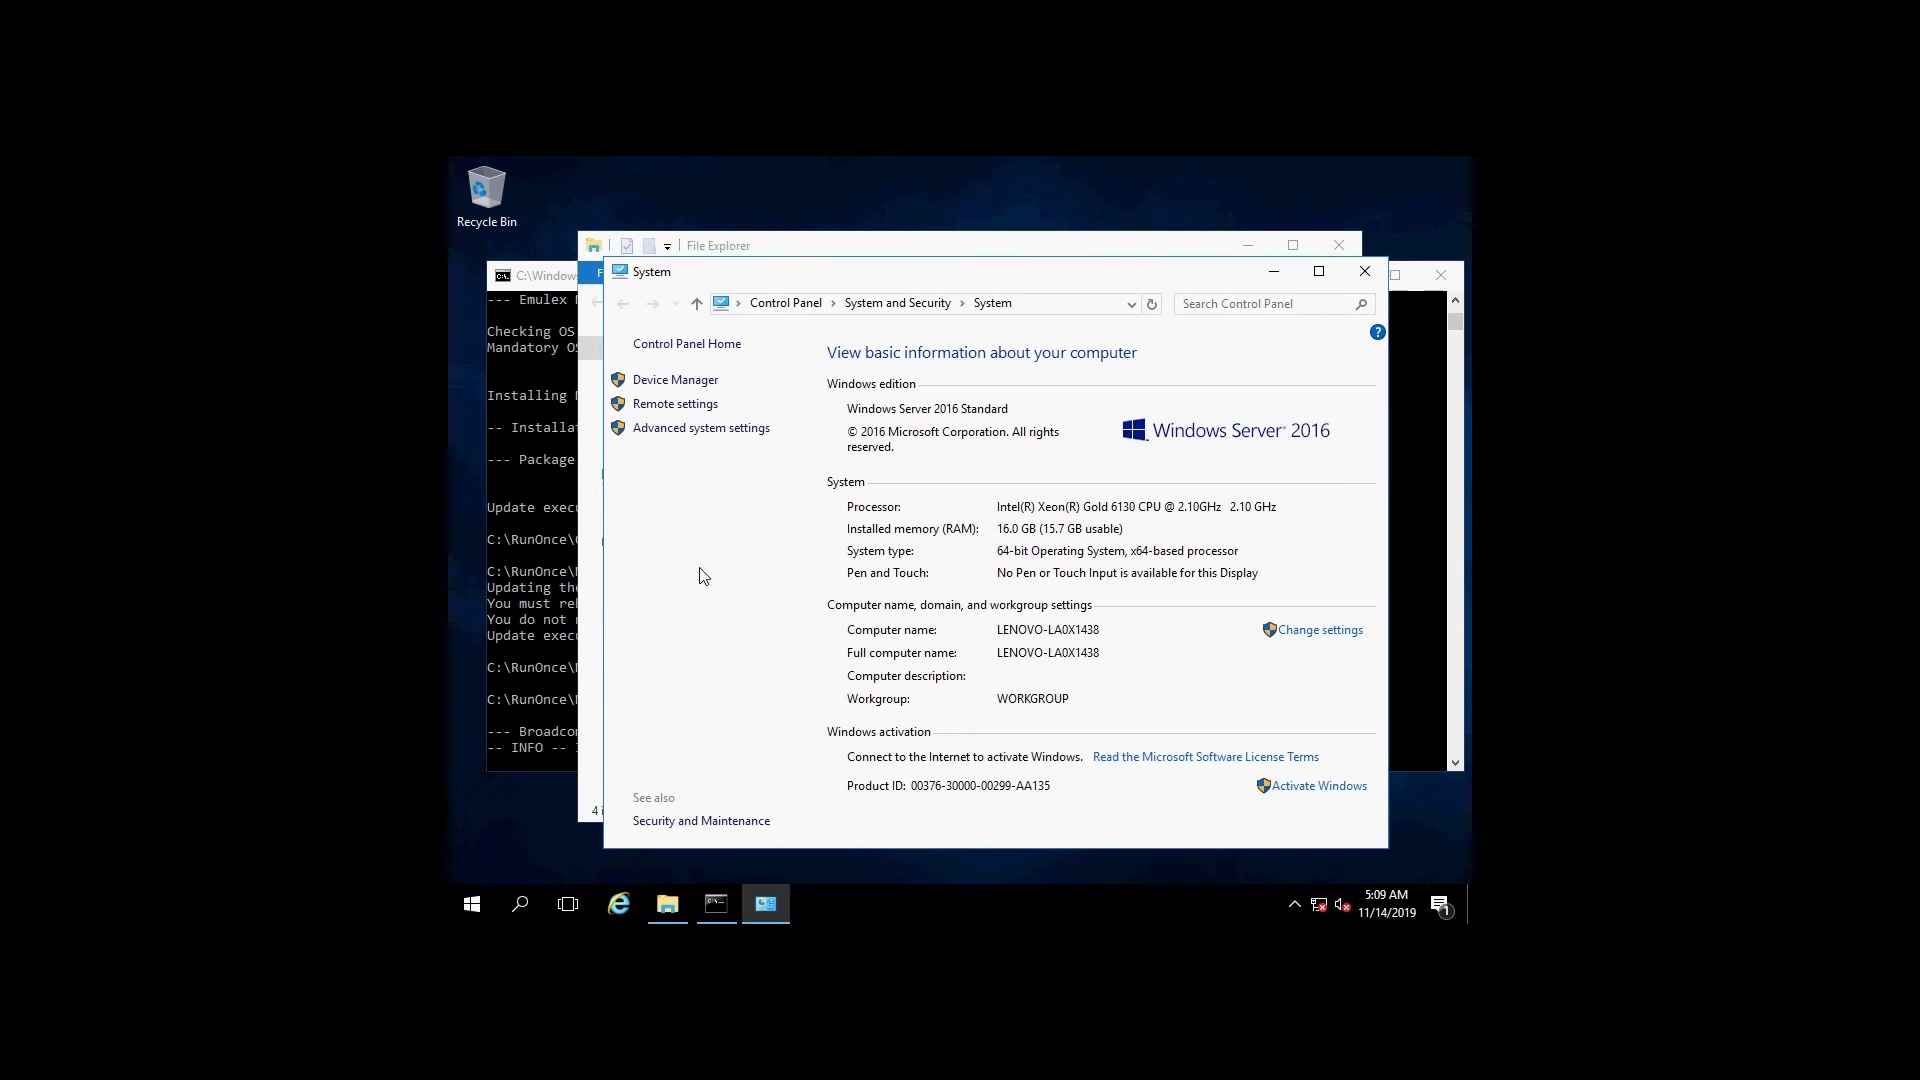 Recycle Bin
File Explorer
C:\Window
System
Control Panel > System and Security > System
Search Control Panel
Control Panel Home
Device Manager
Remote settings
Advanced system settings
See also
Security and Maintenance
View basic information about your computer
Windows edition
Windows Server 2016 Standard
© 2016 Microsoft Corporation. All rights
reserved.
Windows Server 2016
System
Processor: Intel(R) Xeon(R) Gold 6130 CPU @ 2.10GHz 2.10 GHz
Installed memory (RAM): 16.0 GB (15.7 GB usable)
System type: 64-bit Operating System, x64-based processor
Pen and Touch: No Pen or Touch Input is available for this Display
Computer name, domain, and workgroup settings
Computer name: LENOVO-LA0X1438
Change settings
Full computer name: LENOVO-LA0X1438
Computer description:
Workgroup: WORKGROUP
Windows activation
Connect to the Internet to activate Windows. Read the Microsoft Software License Terms
Product ID: 00376-30000-00299-AA135
Activate Windows
--- Emulex
Checking OS
Mandatory
Installing
-- Installat
--- Package
Update execu
C:\RunOnce\
C:\RunOnce\
Updating the
You must
You do not
Update execu
C:\RunOnce\
C:\RunOnce\
--- Broadcom
-- INFO --
4
5:09 AM
11/14/2019
1